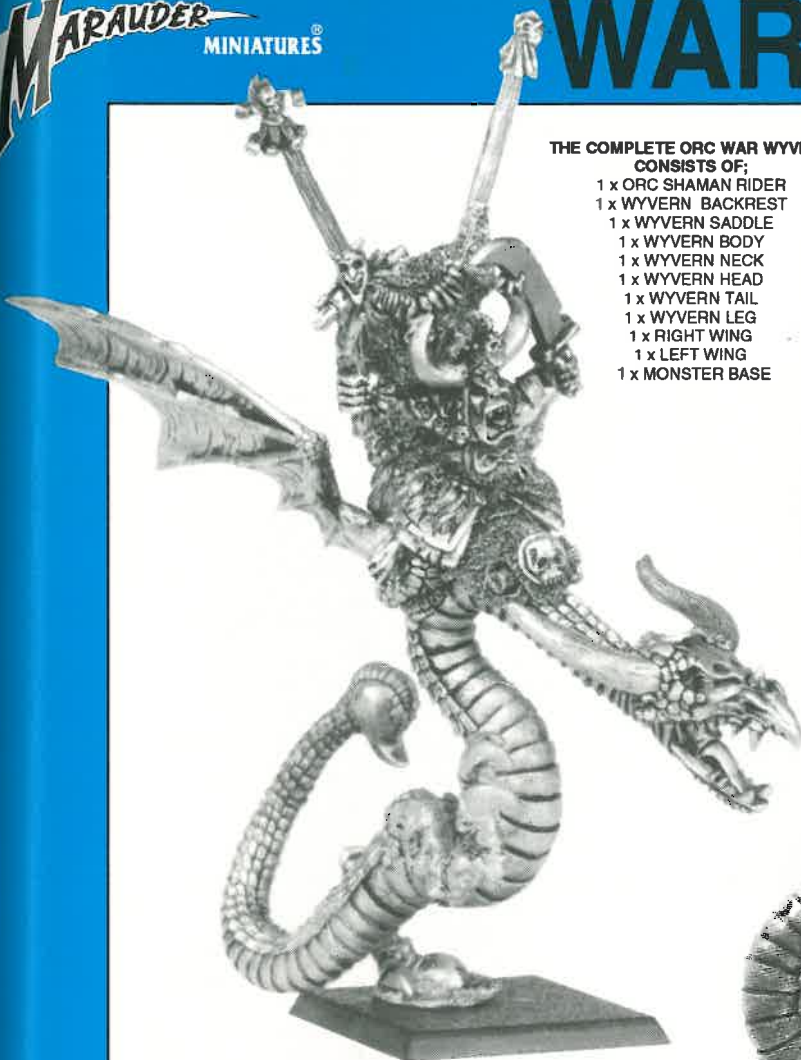 MARAUDER
MINIATURES®
WAR
THE COMPLETE ORC WAR WYV
CONSISTS OF;
1 x ORC SHAMAN RIDER
1 x WYVERN BACKREST
1 x WYVERN SADDLE
1 x WYVERN BODY
1 x WYVERN NECK
1 x WYVERN HEAD
1 x WYVERN TAIL
1 x WYVERN LEG
1 x RIGHT WING
1 x LEFT WING
1 x MONSTER BASE